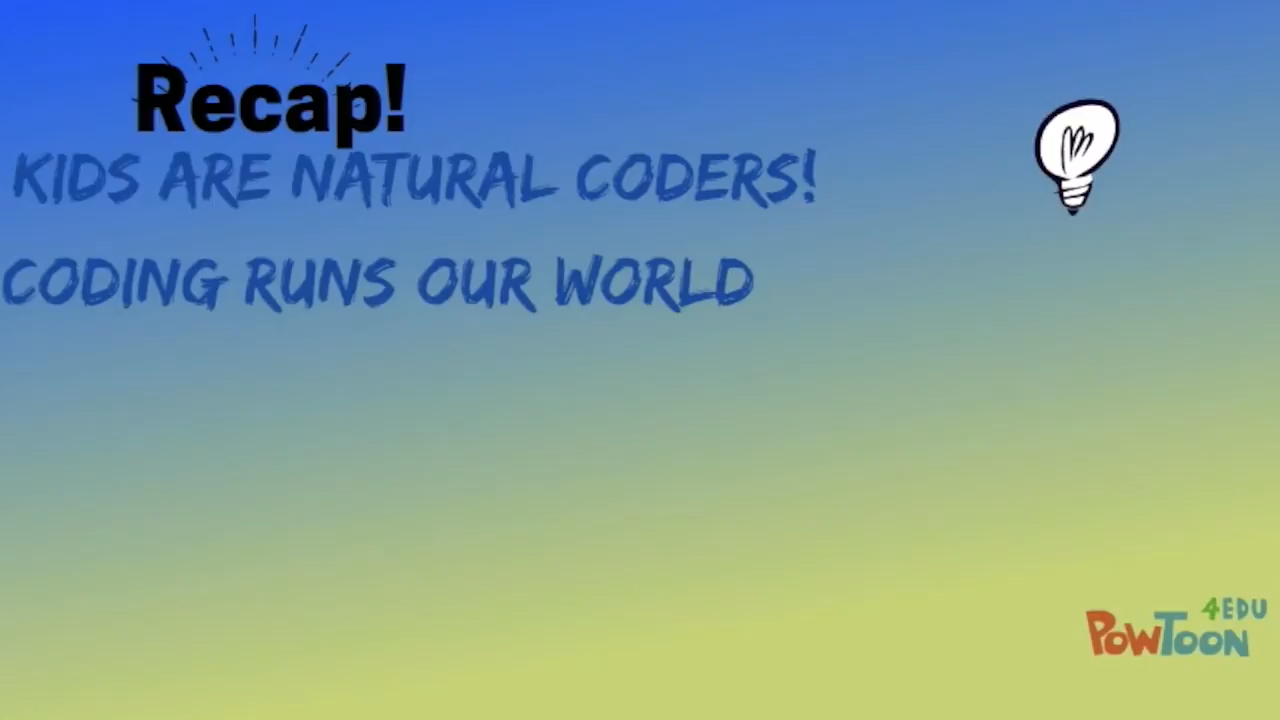 Recap!
KIDS ARE NATURAL CODERS!
CODING RUNS OUR WORLD
4EDU
POWTOON